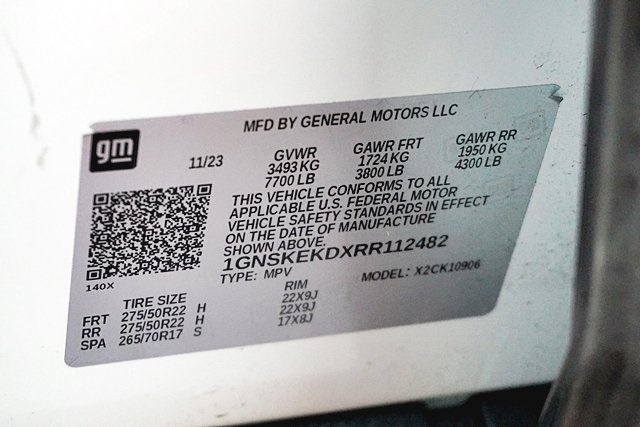 MFD BY GENERAL MOTORS LLC
gm
11/23 GVWR GAWR FRT GAWR RR
3493 KG 1724 KG 1950 KG
7700 LB 3800 LB 4300 LB
THIS VEHICLE CONFORMS TO ALL
APPLICABLE U.S. FEDERAL MOTOR
VEHICLE SAFETY STANDARDS IN EFFECT
ON THE DATE OF MANUFACTURE
SHOWN ABOVE.
1GNSKEKDXRR112482
TYPE: MPV MODEL: X2CK10906
140X
TIRE SIZE RIM
FRT 275/50R22 H 22X9J
RR 275/50R22 H 22X9J
SPA 265/70R17 S 17X8J